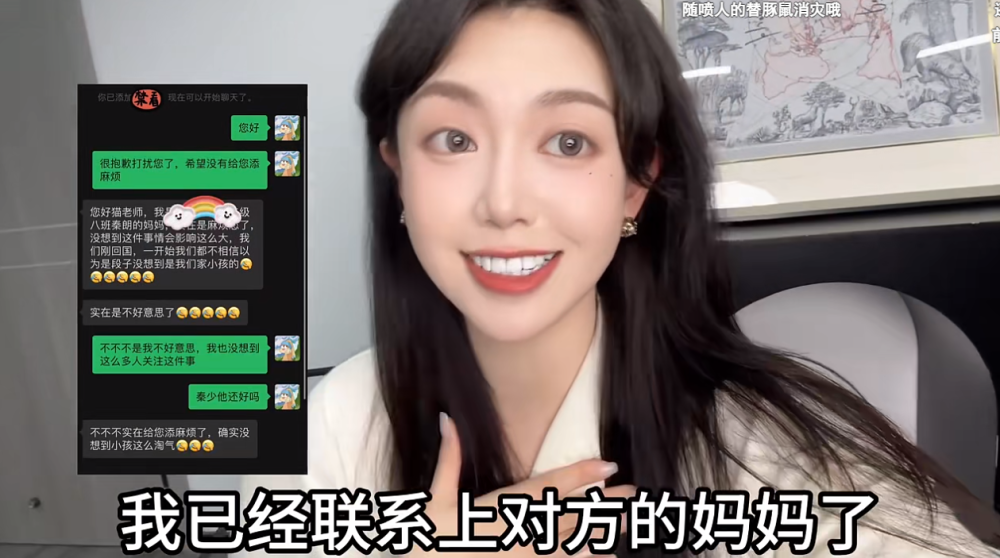 随喷人的替豚鼠消灾哦
你已添加
现在可以开始聊天了。
您好
很抱歉打扰您了，希望没有给您添
麻烦
您好猫老师，我 级
八班秦朗的妈妈， 在是麻烦您了，
没想到这件事情会影响这么大，我
们刚回国，一开始我们都不相信以
为是段子没想到是我们家小孩的
实在是不好意思了
不不不是我不好意思，我也没想到
这么多人关注这件事
秦少他还好吗
不不不实在给您添麻烦了，确实没
想到小孩这么淘气
我已经联系上对方的妈妈了